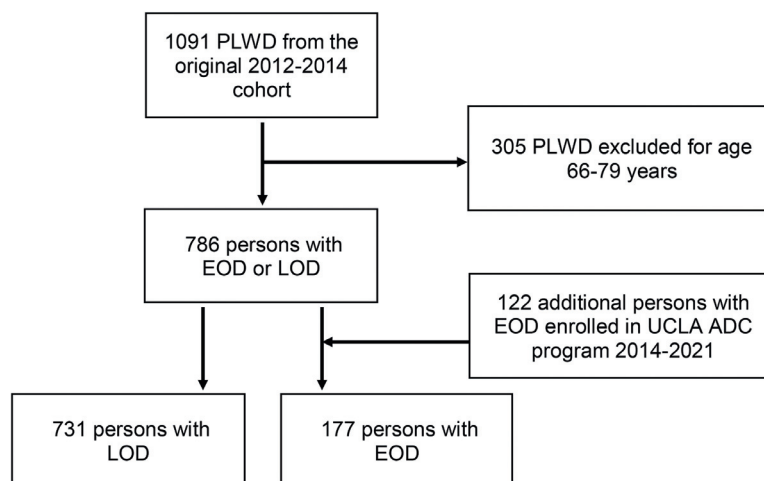 1091 PLWD from the
original 2012-2014
cohort
305 PLWD excluded for age
66-79 years
786 persons with
EOD or LOD
122 additional persons with
EOD enrolled in UCLA ADC
program 2014-2021
731 persons with
LOD
177 persons with
EOD